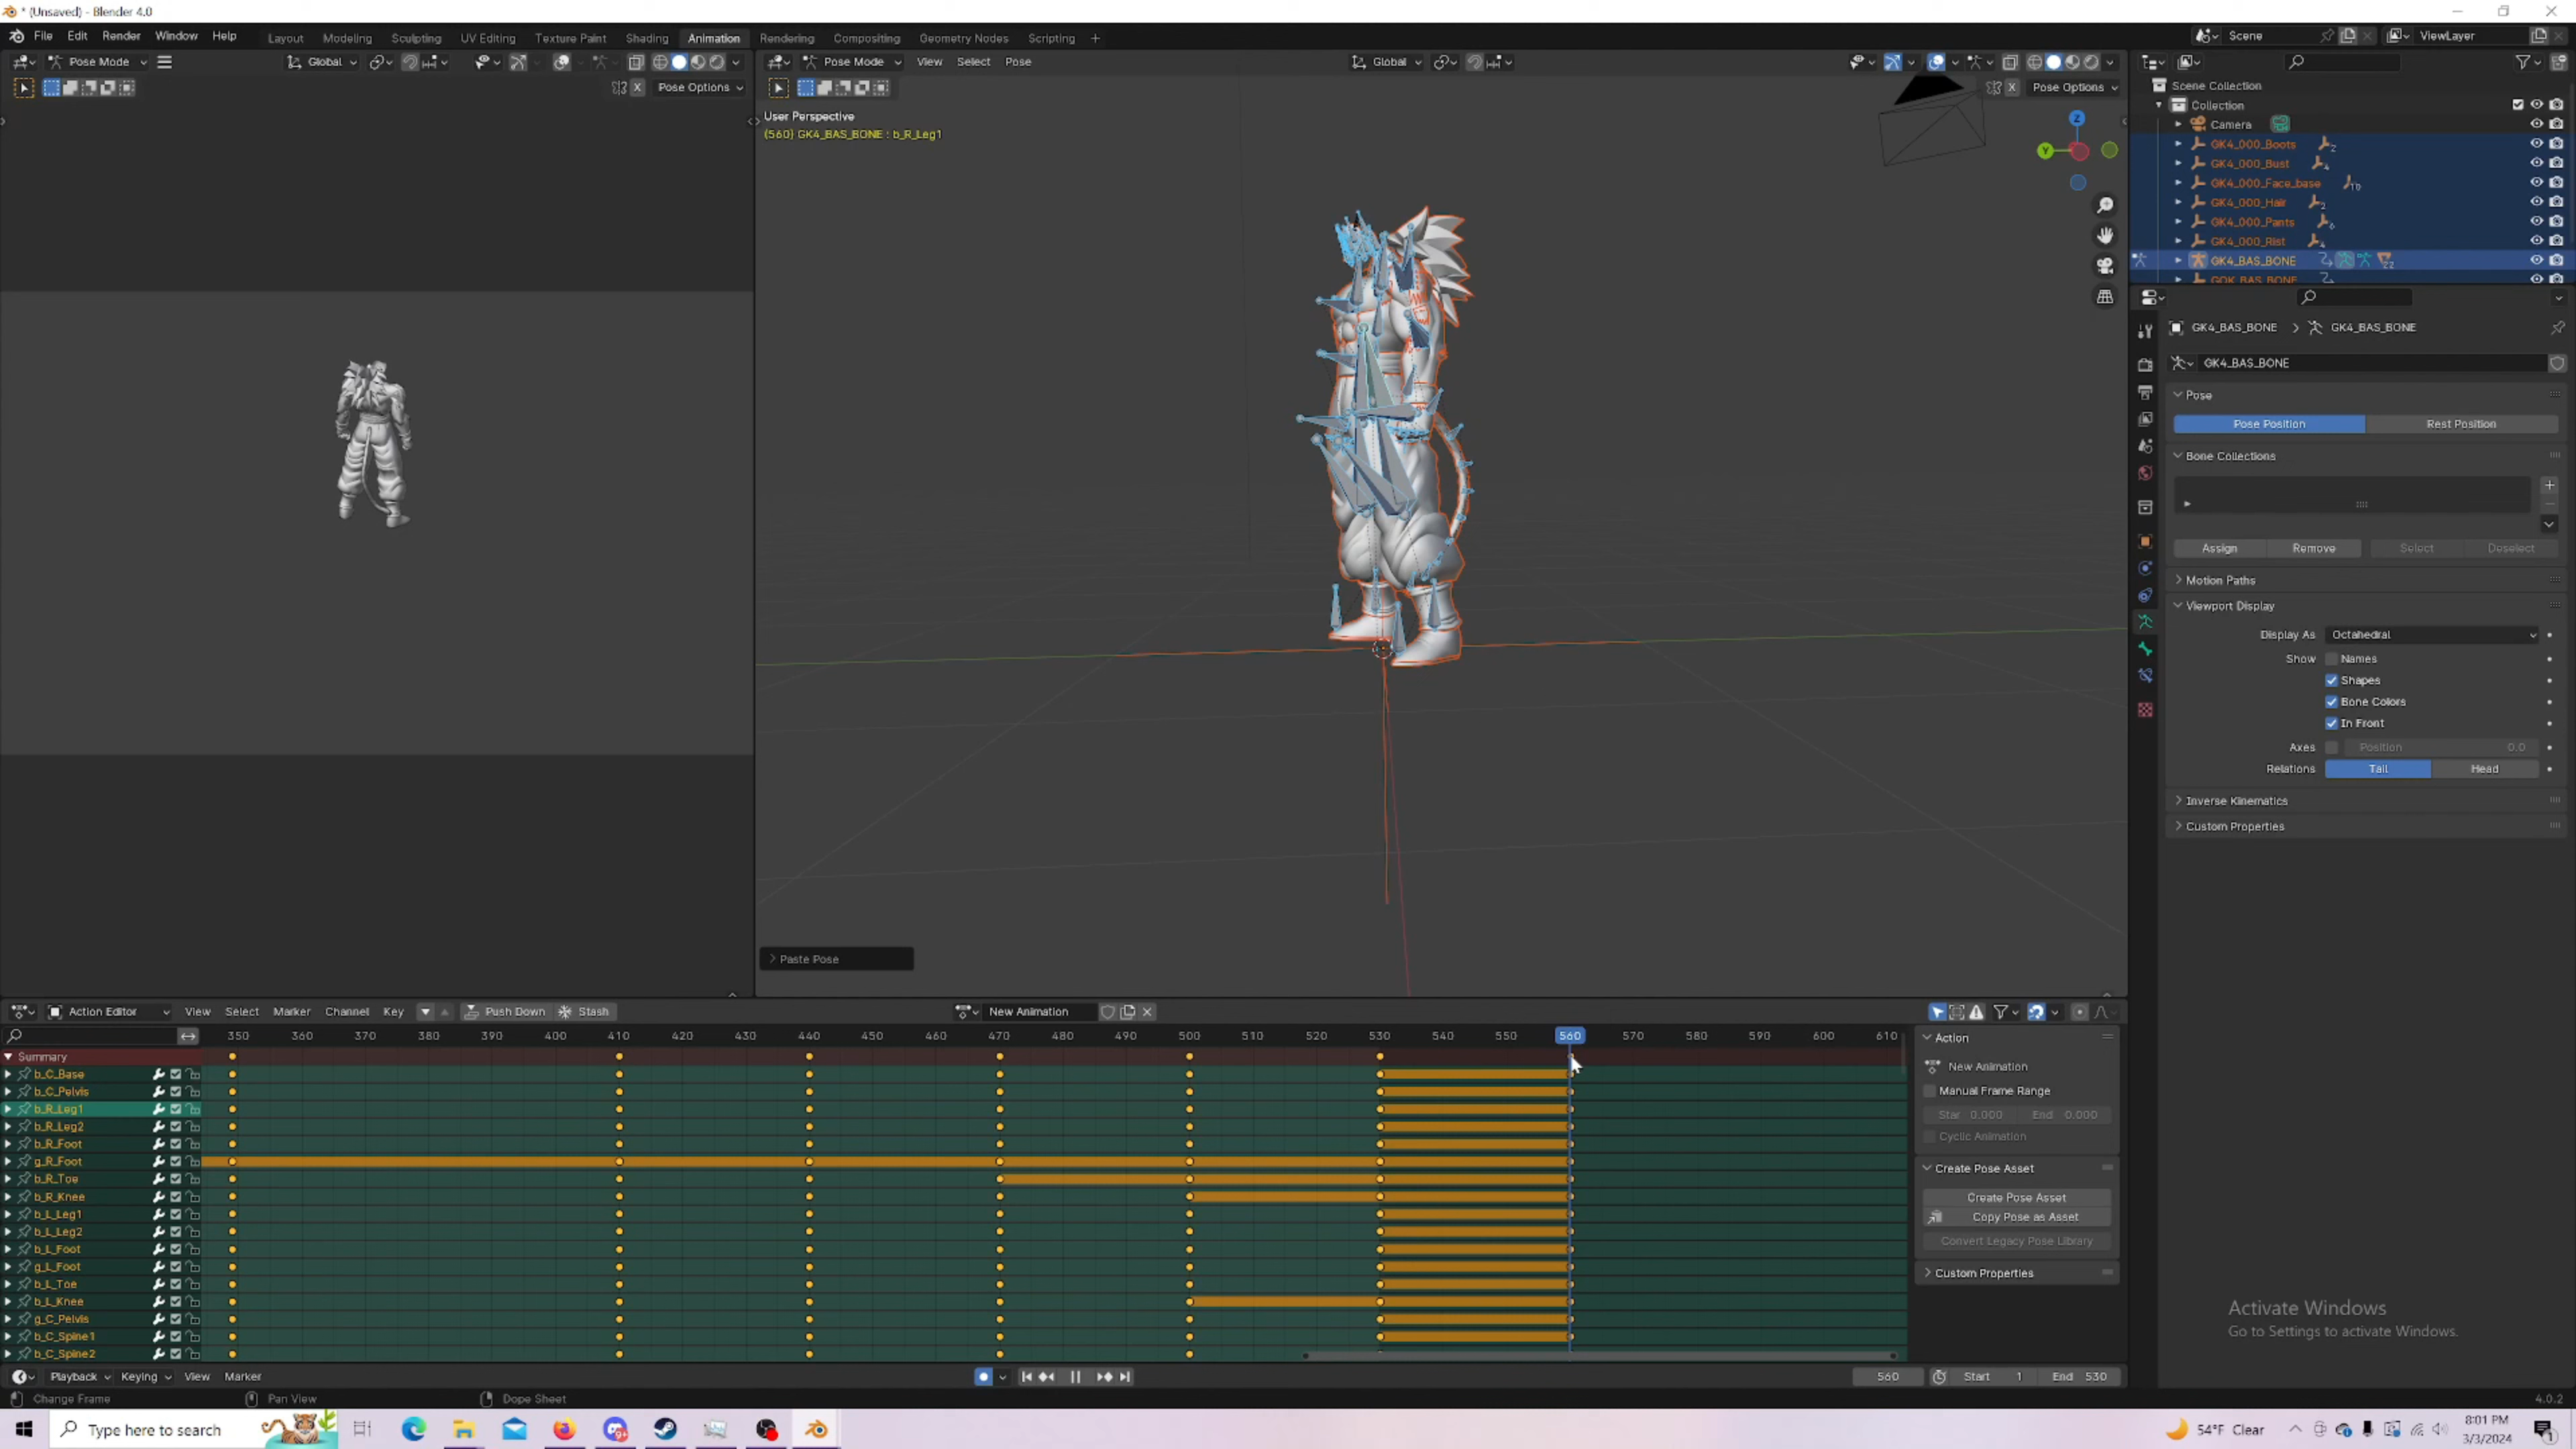 * (Unsaved) - Blender 4.0
File Edit Render Window Help
Layout Modeling Sculpting UV Editing Texture Paint Shading Animation Rendering Compositing Geometry Nodes Scripting +
Scene
ViewLayer
Pose Mode
Global
Pose Mode View Select Pose
Global
X Pose Options
X Pose Options
User Perspective
(560) GK4_BAS_BONE : b_R_Leg1
Z
Y
Scene Collection
Collection
Camera
GK4_000_Boots 2
GK4_000_Bust 4
GK4_000_Face_base 10
GK4_000_Hair 2
GK4_000_Pants 6
GK4_000_Rist 4
GK4_BAS_BONE 22
GOK_BAS_BONE
GK4_BAS_BONE > GK4_BAS_BONE
GK4_BAS_BONE
Pose
Pose Position Rest Position
Bone Collections
Assign Remove Select Deselect
Motion Paths
Viewport Display
Display As Octahedral
Show Names
Shapes
Bone Colors
In Front
Axes Position 0.0
Relations Tail Head
Inverse Kinematics
Custom Properties
> Paste Pose
Action Editor View Select Marker Channel Key Push Down Stash New Animation
350 360 370 380 390 400 410 420 430 440 450 460 470 480 490 500 510 520 530 540 550 560 570 580 590 600 610
Summary
b_C_Base
b_C_Pelvis
b_R_Leg1
b_R_Leg2
b_R_Foot
g_R_Foot
b_R_Toe
b_R_Knee
b_L_Leg1
b_L_Leg2
b_L_Foot
g_L_Foot
b_L_Toe
b_L_Knee
g_C_Pelvis
b_C_Spine1
b_C_Spine2
Action
New Animation
Manual Frame Range
Star 0.000 End 0.000
Cyclic Animation
Create Pose Asset
Create Pose Asset
Copy Pose as Asset
Convert Legacy Pose Library
Custom Properties
Activate Windows
Go to Settings to activate Windows.
Playback Keying View Marker
560 Start 1 End 530
Change Frame Pan View Dope Sheet
4.0.2
Type here to search
9+
54°F Clear
8:01 PM
3/3/2024
1